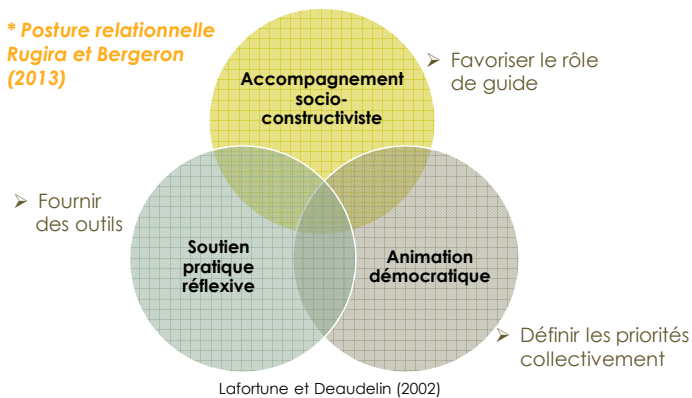 * Posture relationnelle
Rugira et Bergeron
(2013)
Accompagnement
socio-
constructiviste
➢ Favoriser le rôle
de guide
➢ Fournir
des outils
Soutien
pratique
réflexive
Animation
démocratique
➢ Définir les priorités
collectivement
Lafortune et Deaudelin (2002)